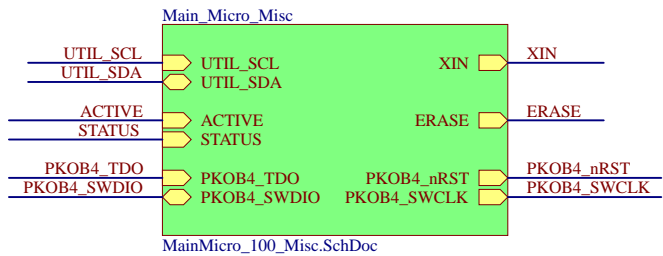 Main_Micro_Misc
UTIL_SCL UTIL_SCL XIN XIN
UTIL_SDA UTIL_SDA
ACTIVE ACTIVE ERASE ERASE
STATUS STATUS
PKOB4_TDO PKOB4_TDO PKOB4_nRST PKOB4_nRST
PKOB4_SWDIO PKOB4_SWDIO PKOB4_SWCLK PKOB4_SWCLK
MainMicro_100_Misc.SchDoc